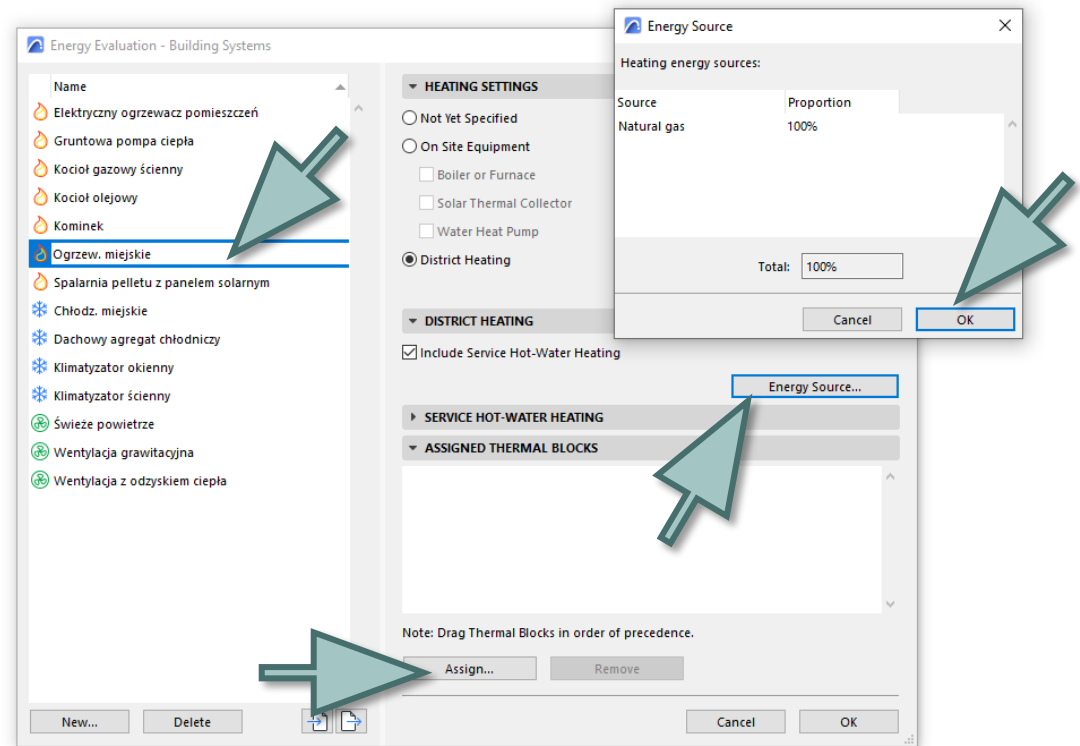 Energy Evaluation - Building Systems
Name
Elektryczny ogrzewacz pomieszczeń
Gruntowa pompa ciepła
Kocioł gazowy ścienny
Kocioł olejowy
Kominek
Ogrzew. miejskie
Spalarnia pelletu z panelem solarnym
Chłodz. miejskie
Dachowy agregat chłodniczy
Klimatyzator okienny
Klimatyzator ścienny
Świeże powietrze
Wentylacja grawitacyjna
Wentylacja z odzyskiem ciepła
New...
Delete
HEATING SETTINGS
Not Yet Specified
On Site Equipment
Boiler or Furnace
Solar Thermal Collector
Water Heat Pump
District Heating
DISTRICT HEATING
Include Service Hot-Water Heating
Energy Source...
SERVICE HOT-WATER HEATING
ASSIGNED THERMAL BLOCKS
Note: Drag Thermal Blocks in order of precedence.
Assign...
Remove
Cancel
OK
Energy Source
Heating energy sources:
Source Proportion
Natural gas 100%
Total: 100%
Cancel
OK